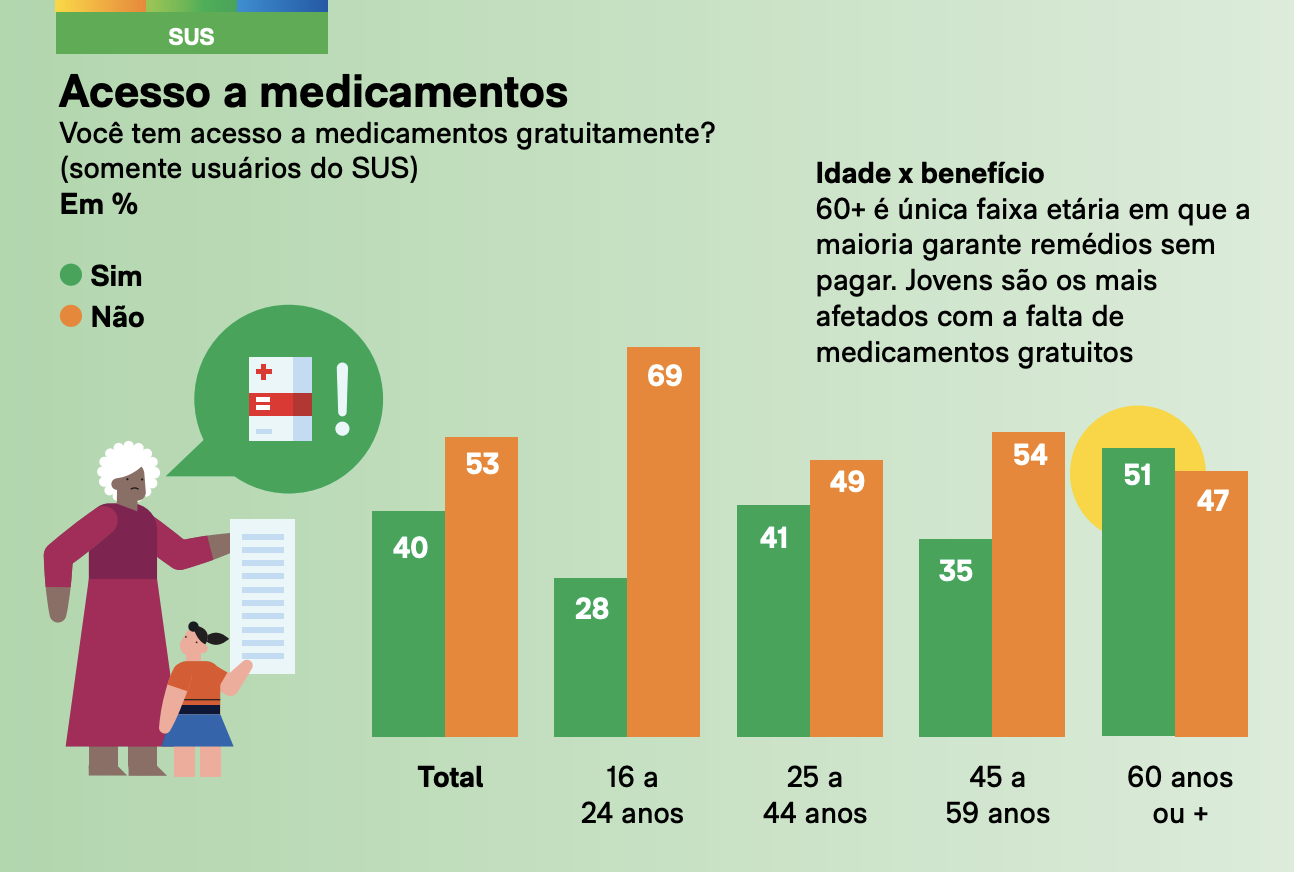 SUS
Acesso a medicamentos
Você tem acesso a medicamentos gratuitamente?
(somente usuários do SUS)
Em %
Sim
Não
Idade x benefício
60+ é única faixa etária em que a
maioria garante remédios sem
pagar. Jovens são os mais
afetados com a falta de
medicamentos gratuitos
40
53
28
69
41
49
35
54
51
47
Total
16 a
24 anos
25 a
44 anos
45 a
59 anos
60 anos
ou +